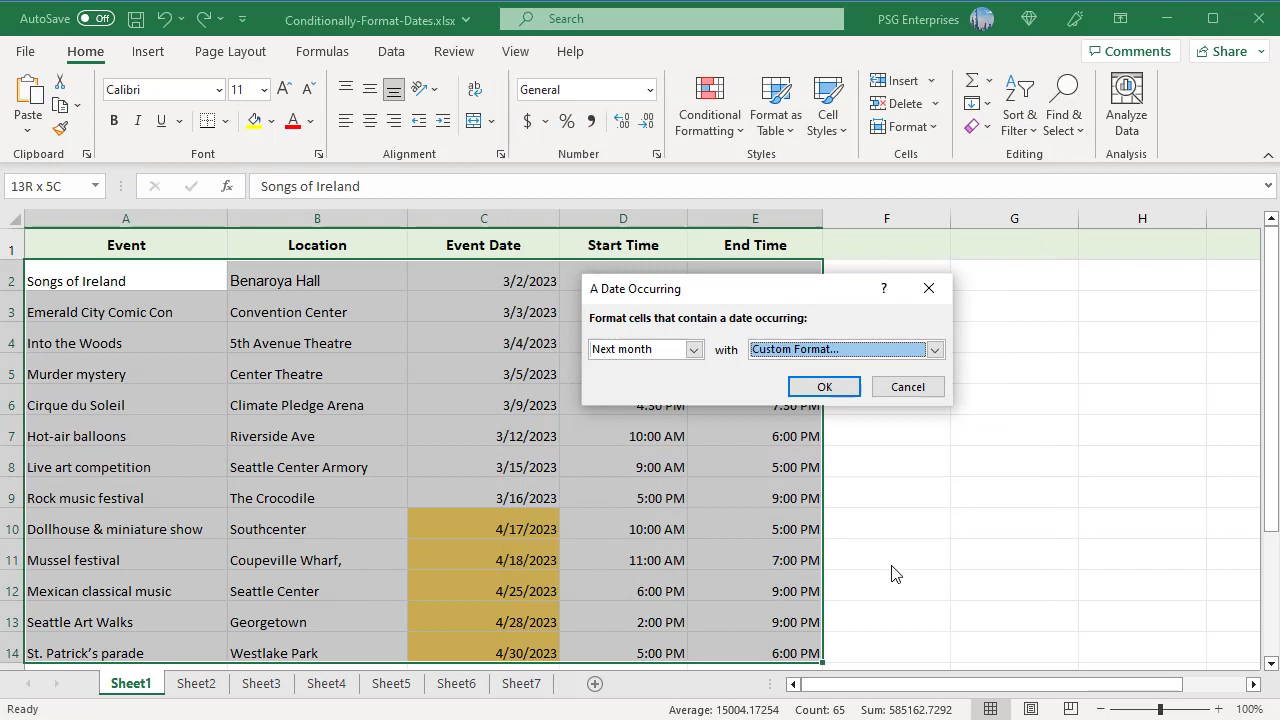 AutoSave Off Conditionally-Format-Dates.xlsx Search PSG Enterprises
File Home Insert Page Layout Formulas Data Review View Help Comments Share
Paste
Clipboard
Calibri 11
B I U A
Font
Alignment
General
$ % ,
Number
Conditional Formatting
Format as Table
Cell Styles
Styles
Insert
Delete
Format
Cells
Sort & Filter
Find & Select
Editing
Analyze Data
Analysis
13R x 5C fx Songs of Ireland
A B C D E F G H
1 Event Location Event Date Start Time End Time
2 Songs of Ireland Benaroya Hall 3/2/2023
3 Emerald City Comic Con Convention Center 3/3/2023
4 Into the Woods 5th Avenue Theatre 3/4/2023
5 Murder mystery Center Theatre 3/5/2023
6 Cirque du Soleil Climate Pledge Arena 3/9/2023 4:30 PM 7:30 PM
7 Hot-air balloons Riverside Ave 3/12/2023 10:00 AM 6:00 PM
8 Live art competition Seattle Center Armory 3/15/2023 9:00 AM 5:00 PM
9 Rock music festival The Crocodile 3/16/2023 5:00 PM 9:00 PM
10 Dollhouse & miniature show Southcenter 4/17/2023 10:00 AM 5:00 PM
11 Mussel festival Coupeville Wharf, 4/18/2023 11:00 AM 7:00 PM
12 Mexican classical music Seattle Center 4/25/2023 6:00 PM 9:00 PM
13 Seattle Art Walks Georgetown 4/28/2023 2:00 PM 9:00 PM
14 St. Patrick's parade Westlake Park 4/30/2023 5:00 PM 6:00 PM
A Date Occurring ?
Format cells that contain a date occurring:
Next month with Custom Format...
OK Cancel
Sheet1 Sheet2 Sheet3 Sheet4 Sheet5 Sheet6 Sheet7
Ready Average: 15004.17254 Count: 65 Sum: 585162.7292 100%